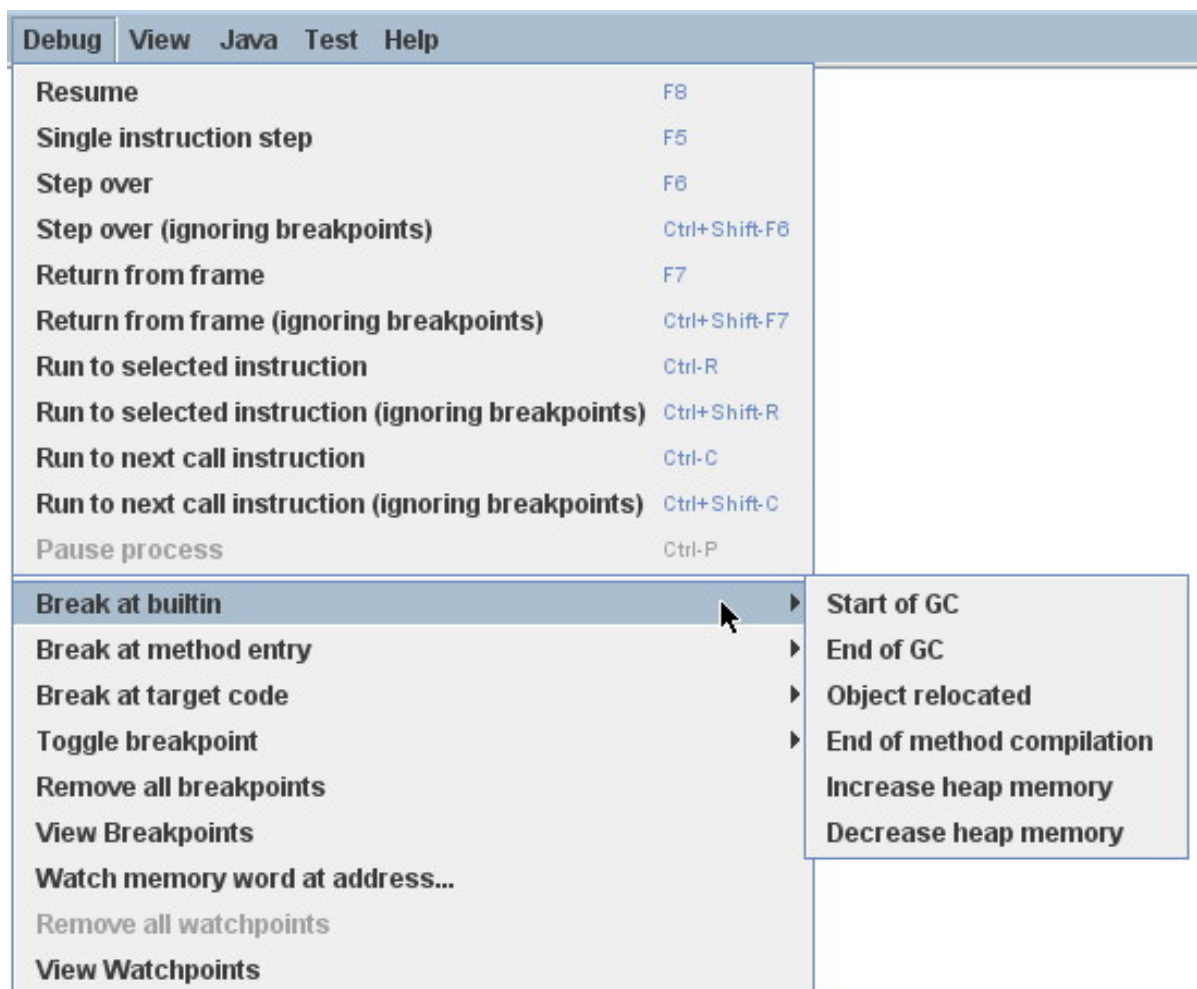 Debug View Java Test Help
Resume F8
Single instruction step F5
Step over F6
Step over (ignoring breakpoints) Ctrl+Shift-F6
Return from frame F7
Return from frame (ignoring breakpoints) Ctrl+Shift-F7
Run to selected instruction Ctrl-R
Run to selected instruction (ignoring breakpoints) Ctrl+Shift-R
Run to next call instruction Ctrl-C
Run to next call instruction (ignoring breakpoints) Ctrl+Shift-C
Pause process Ctrl-P
Break at builtin
Break at method entry
Break at target code
Toggle breakpoint
Remove all breakpoints
View Breakpoints
Watch memory word at address...
Remove all watchpoints
View Watchpoints
Start of GC
End of GC
Object relocated
End of method compilation
Increase heap memory
Decrease heap memory